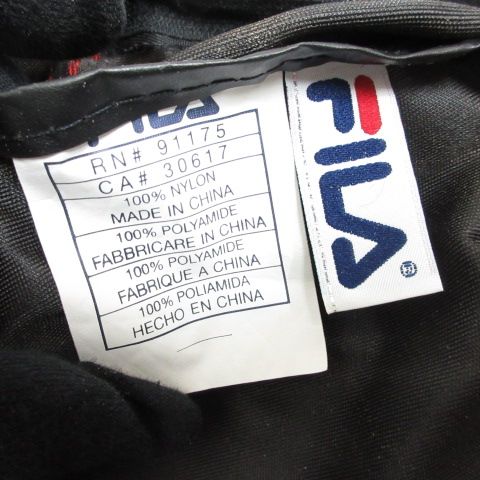 FILA
RN# 91175
CA# 30617
100% NYLON
MADE IN CHINA
100% POLYAMIDE
FABBRICARE IN CHINA
100% POLYAMIDE
FABRIQUE A CHINA
100% POLIAMIDA
HECHO EN CHINA
FILA®